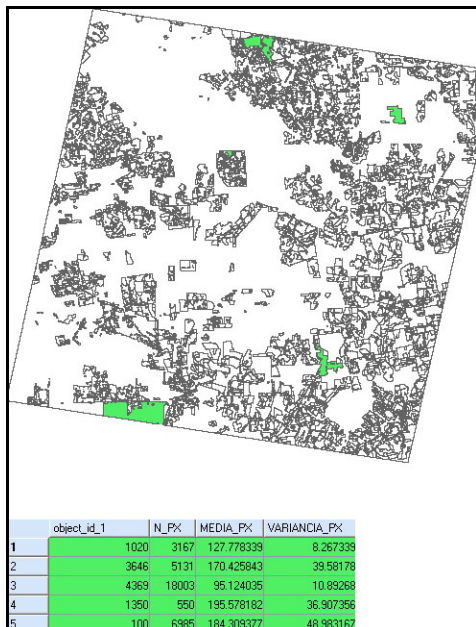 object_id_1 N_PX MEDIA_PX VARIANCIA_PX
1 1020 3167 127.778339 8.267339
2 3646 5131 170.425843 39.58178
3 4369 18003 95.124035 10.89268
4 1350 550 195.578182 36.907356
5 100 6985 184.309377 48.983167